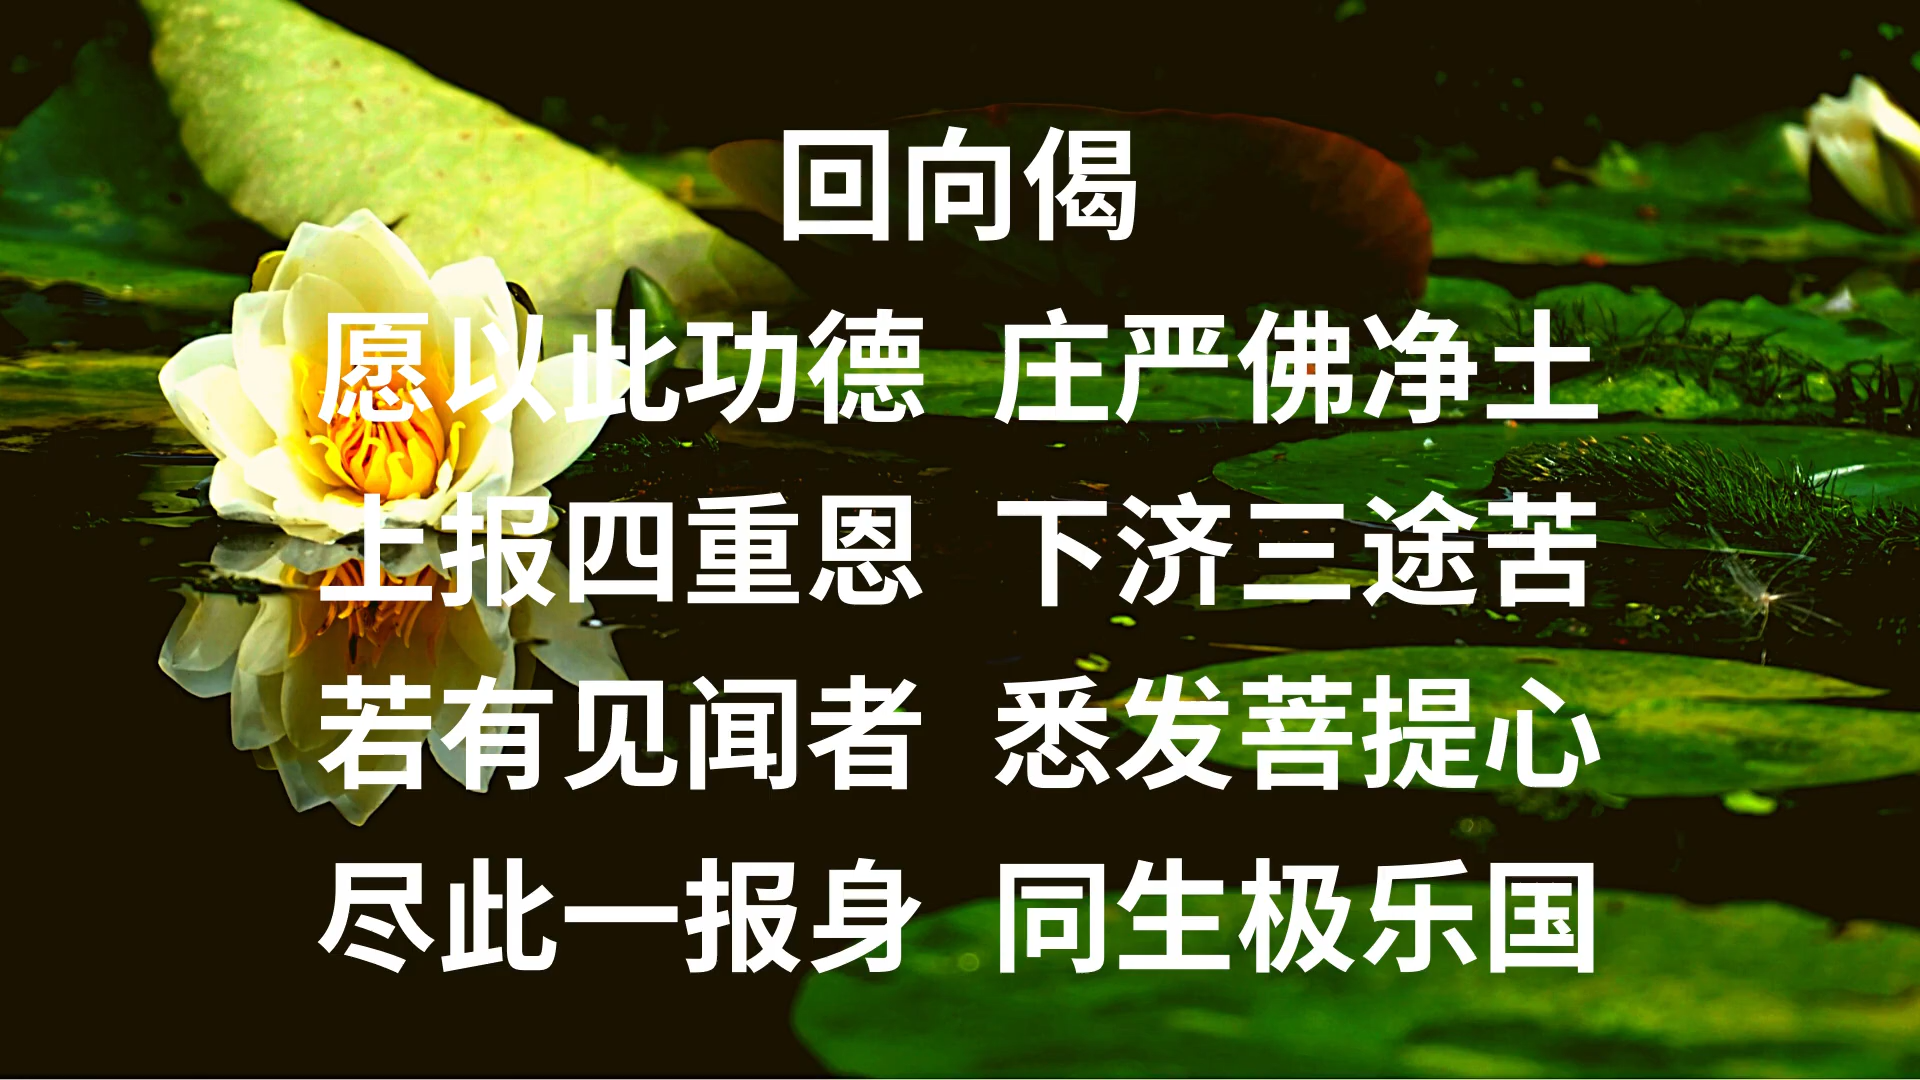 回向偈
愿以此功德 庄严佛净土
上报四重恩 下济三途苦
若有见闻者 悉发菩提心
尽此一报身 同生极乐国